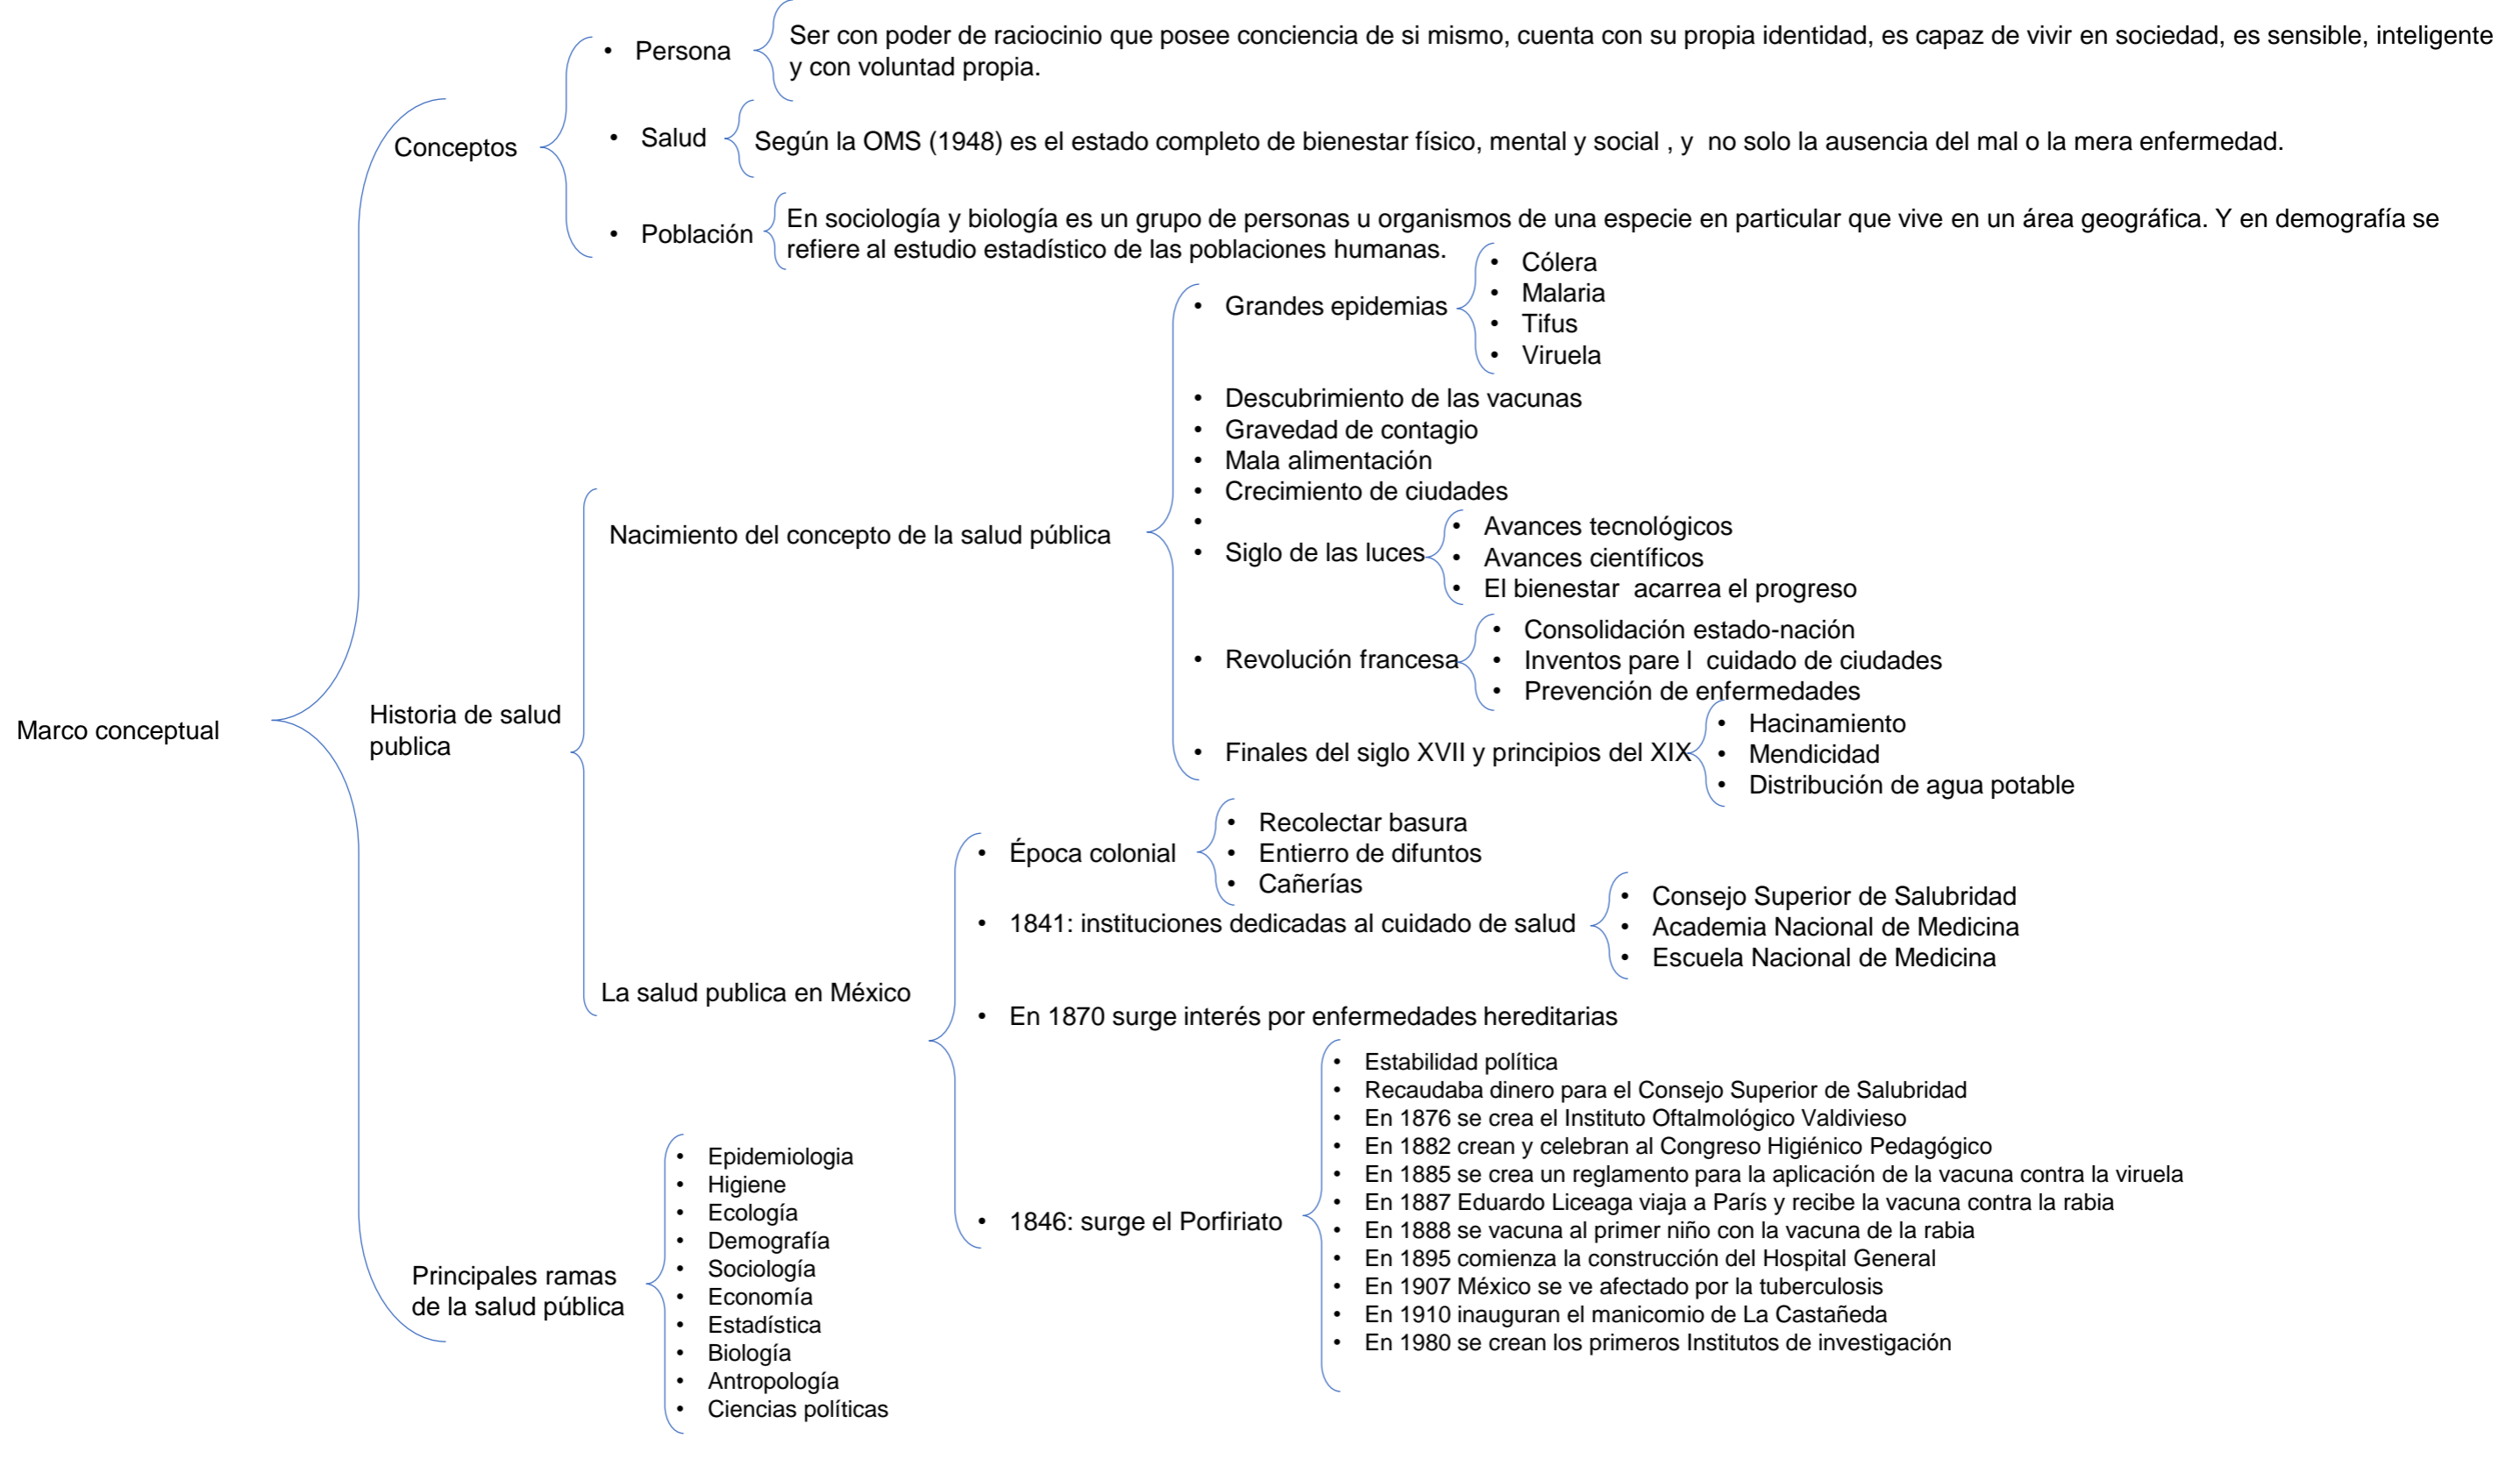 Marco conceptual
Conceptos
• Persona
Ser con poder de raciocinio que posee conciencia de si mismo, cuenta con su propia identidad, es capaz de vivir en sociedad, es sensible, inteligente
y con voluntad propia.
• Salud
Según la OMS (1948) es el estado completo de bienestar físico, mental y social , y  no solo la ausencia del mal o la mera enfermedad.
• Población
En sociología y biología es un grupo de personas u organismos de una especie en particular que vive en un área geográfica. Y en demografía se
refiere al estudio estadístico de las poblaciones humanas.
Historia de salud
publica
Nacimiento del concepto de la salud pública
• Grandes epidemias
• Cólera
• Malaria
• Tifus
• Viruela
• Descubrimiento de las vacunas
• Gravedad de contagio
• Mala alimentación
• Crecimiento de ciudades
•
• Siglo de las luces
• Avances tecnológicos
• Avances científicos
• El bienestar  acarrea el progreso
• Revolución francesa
• Consolidación estado-nación
• Inventos pare l  cuidado de ciudades
• Prevención de enfermedades
• Finales del siglo XVII y principios del XIX
• Hacinamiento
• Mendicidad
• Distribución de agua potable
La salud publica en México
• Época colonial
• Recolectar basura
• Entierro de difuntos
• Cañerías
• 1841: instituciones dedicadas al cuidado de salud
• Consejo Superior de Salubridad
• Academia Nacional de Medicina
• Escuela Nacional de Medicina
• En 1870 surge interés por enfermedades hereditarias
• 1846: surge el Porfiriato
• Estabilidad política
• Recaudaba dinero para el Consejo Superior de Salubridad
• En 1876 se crea el Instituto Oftalmológico Valdivieso
• En 1882 crean y celebran al Congreso Higiénico Pedagógico
• En 1885 se crea un reglamento para la aplicación de la vacuna contra la viruela
• En 1887 Eduardo Liceaga viaja a París y recibe la vacuna contra la rabia
• En 1888 se vacuna al primer niño con la vacuna de la rabia
• En 1895 comienza la construcción del Hospital General
• En 1907 México se ve afectado por la tuberculosis
• En 1910 inauguran el manicomio de La Castañeda
• En 1980 se crean los primeros Institutos de investigación
Principales ramas
de la salud pública
• Epidemiologia
• Higiene
• Ecología
• Demografía
• Sociología
• Economía
• Estadística
• Biología
• Antropología
• Ciencias políticas